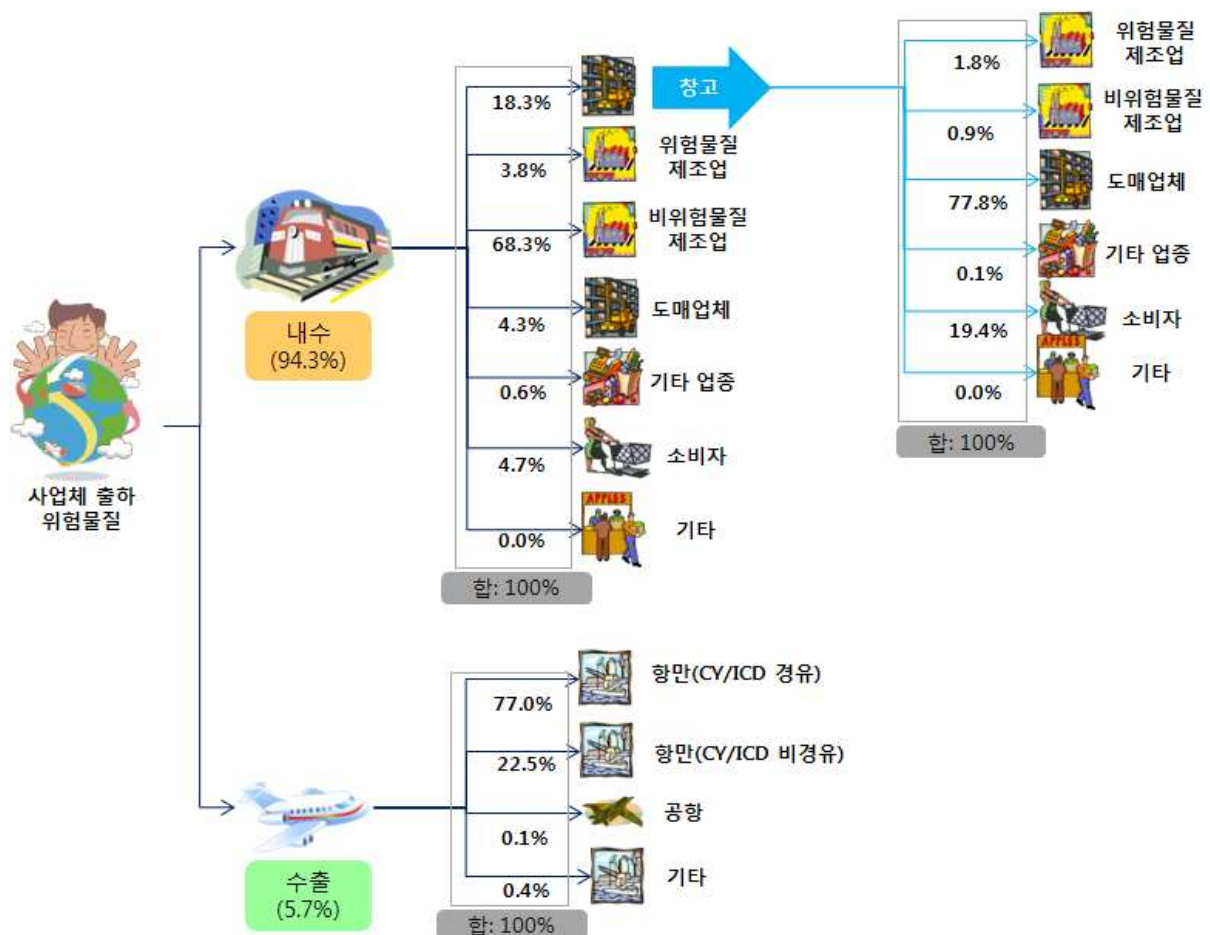 사업체 출하
위험물질
내수
(94.3%)
18.3%
창고
3.8%
위험물질
제조업
68.3%
비위험물질
제조업
4.3%
도매업체
0.6%
기타 업종
4.7%
소비자
APPLES
0.0%
기타
합: 100%
1.8%
위험물질
제조업
0.9%
비위험물질
제조업
77.8%
도매업체
0.1%
기타 업종
19.4%
소비자
APPLES
0.0%
기타
합: 100%
수출
(5.7%)
77.0%
항만(CY/ICD 경유)
22.5%
항만(CY/ICD 비경유)
0.1%
공항
0.4%
기타
합: 100%